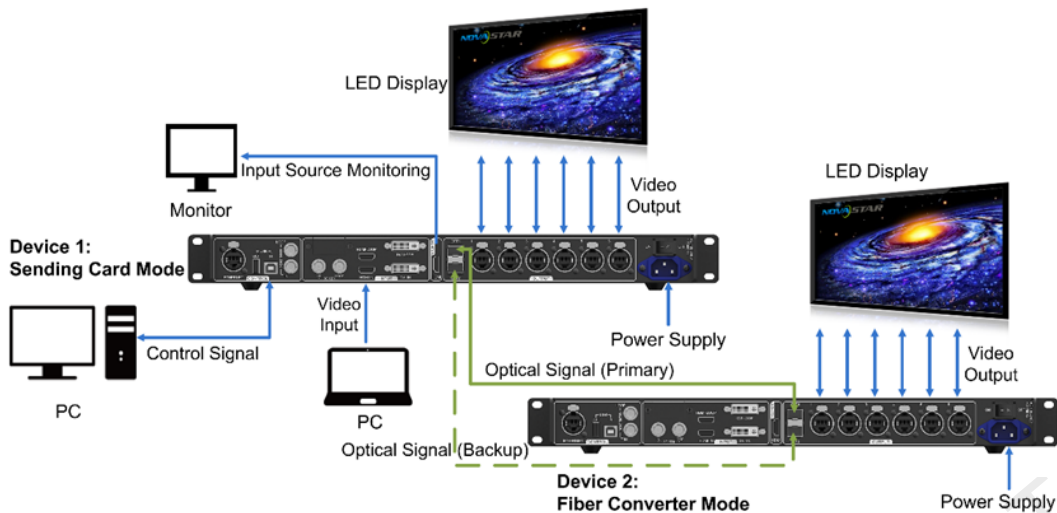 NOVASTAR
LED Display
Input Source Monitoring
Video
Output
Monitor
LED Display
NOVASTAR
Device 1:
Sending Card Mode
Video
Input
Control Signal
Power Supply
PC
PC
Optical Signal (Primary)
Video
Output
Optical Signal (Backup)
Device 2:
Fiber Converter Mode
Power Supply